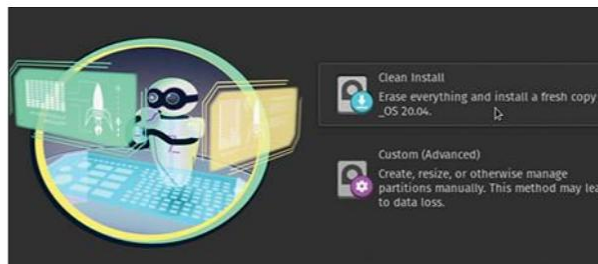 Clean Install
Erase everything and install a fresh copy
_OS 20.04.
Custom (Advanced)
Create, resize, or otherwise manage
partitions manually. This method may lea
to data loss.